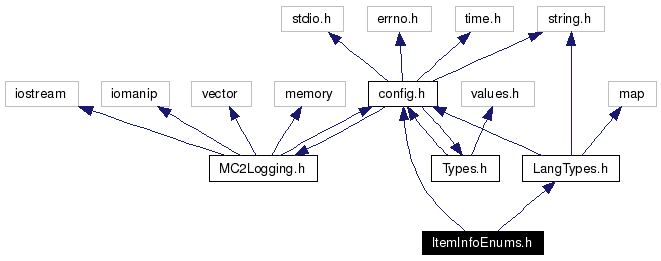 stdio.h errno.h time.h string.h
iostream iomanip vector memory config.h values.h map
MC2Logging.h Types.h LangTypes.h
ItemInfoEnums.h